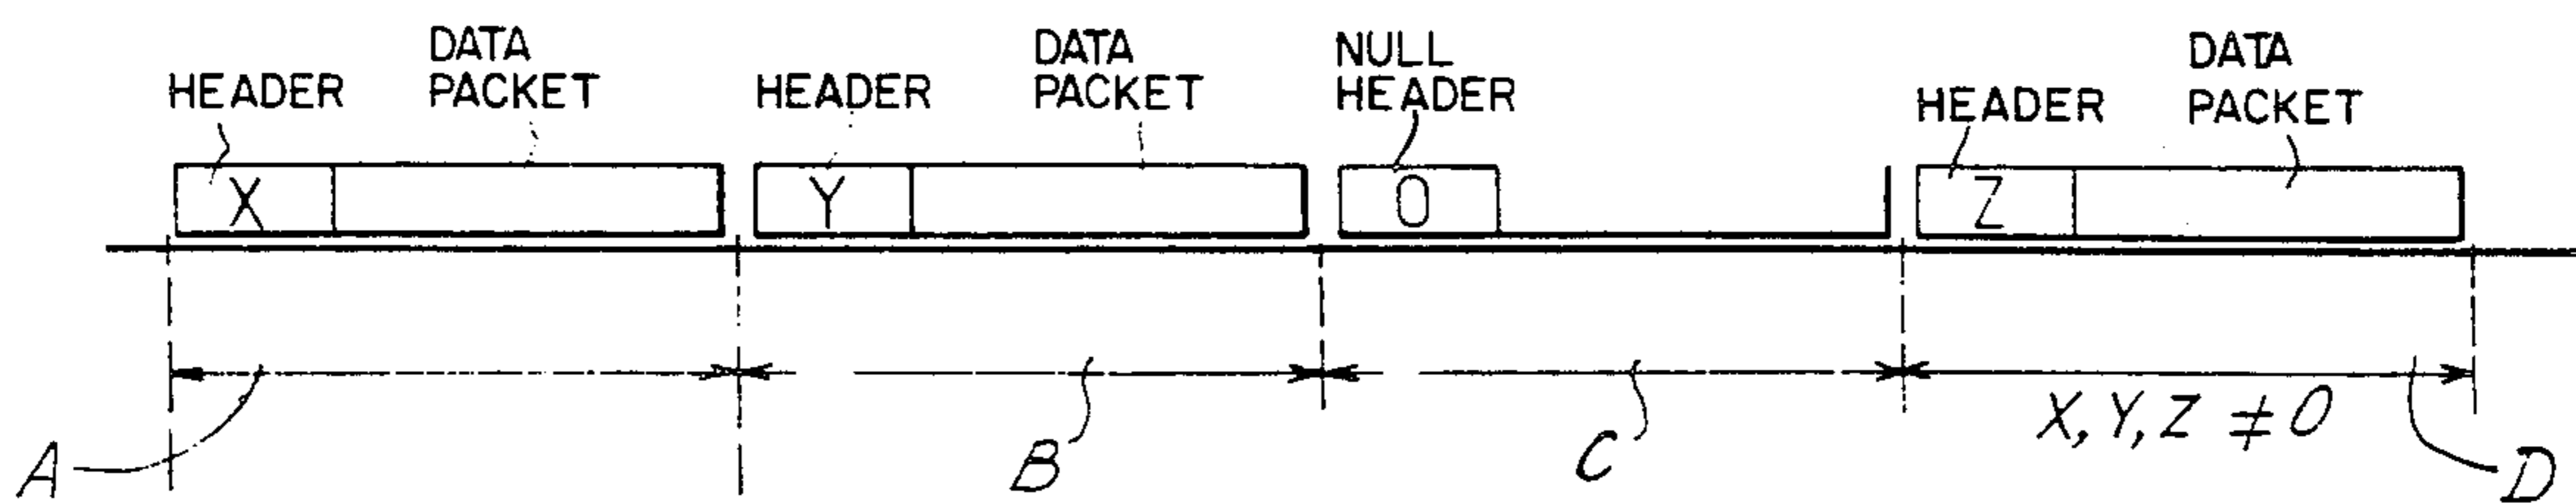 HEADER
DATA
PACKET
HEADER
DATA
PACKET
NULL
HEADER
HEADER
DATA
PACKET
X
Y
0
Z
X, Y, Z ≠ 0
A
B
C
D